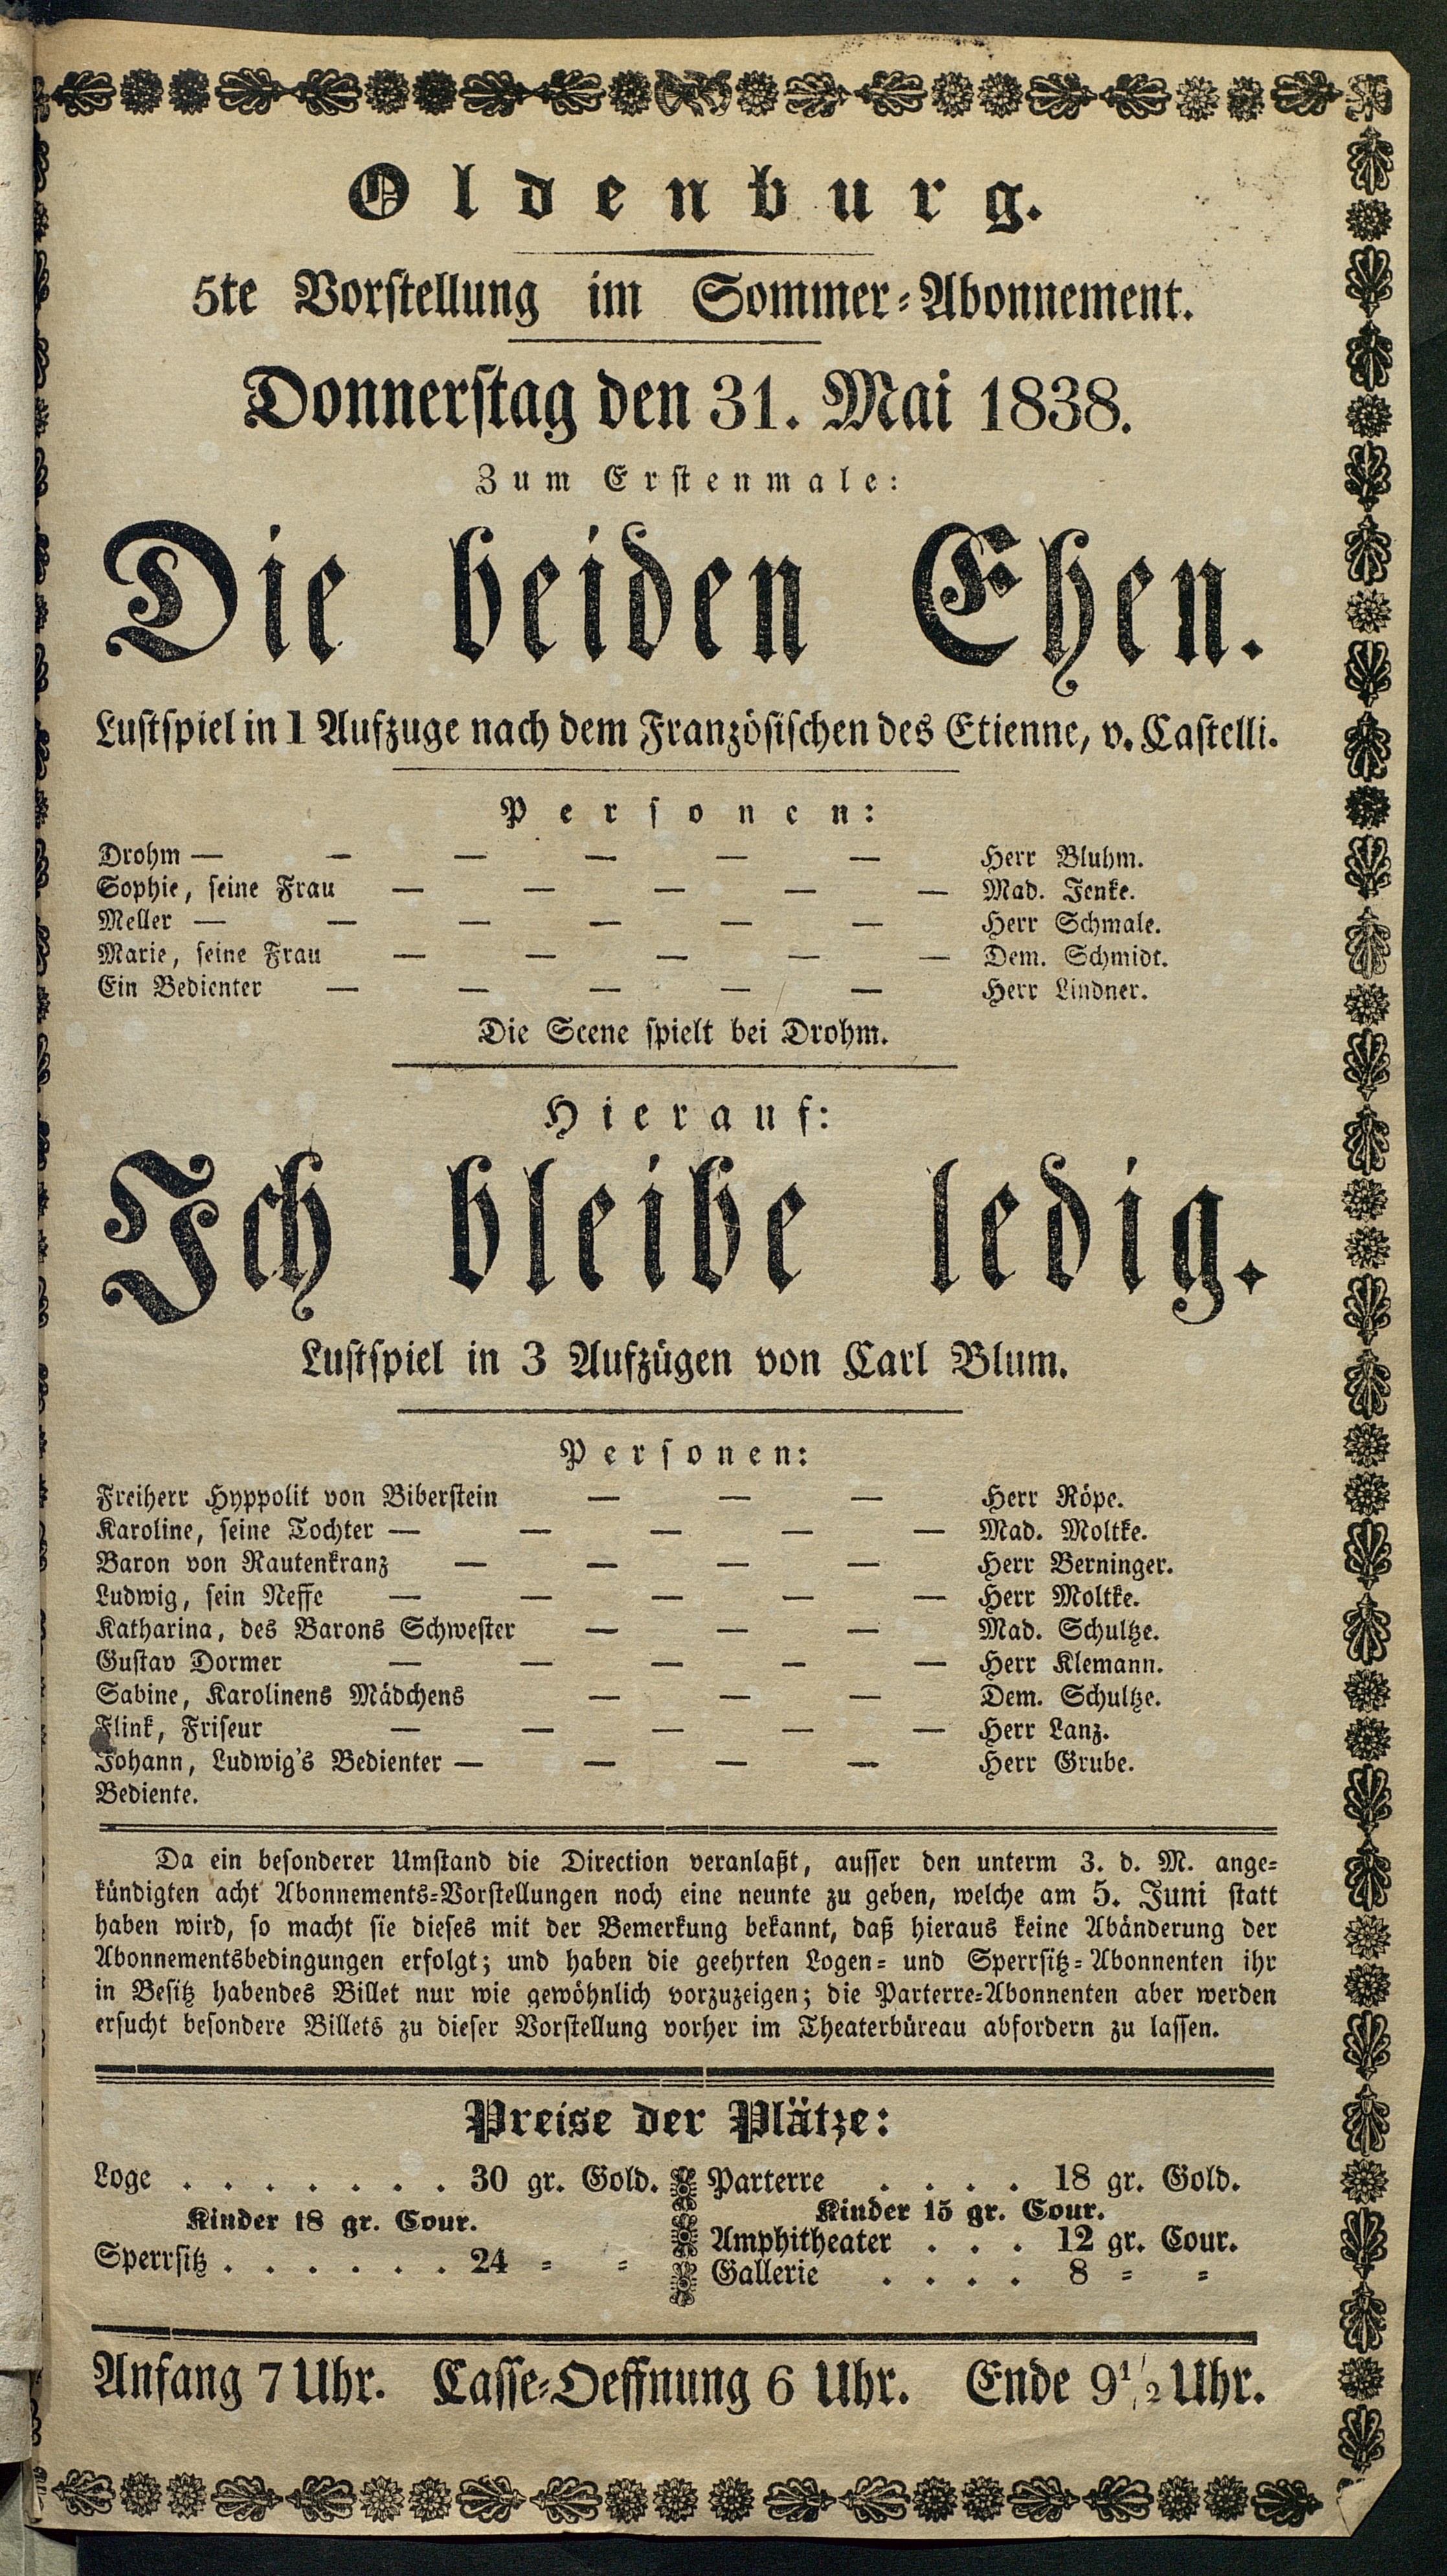 Oldenburg.
5te Vorstellung im Sommer-Abonnement.
Donnerstag den 31. Mai 1838.
Zum Erstenmale:
Die beiden Ehen.
Lustspiel in 1 Aufzuge nach dem Französischen des Etienne, v. Castelli.
Personen:
Drohm — — — — — — Herr Bluhm.
Sophie, seine Frau — — — — — Mad. Jenke.
Meller — — — — — — Herr Schmale.
Marie, seine Frau — — — — — Dem. Schmidt.
Ein Bedienter — — — — — Herr Lindner.
Die Scene spielt bei Drohm.
Hierauf:
Ich bleibe ledig.
Lustspiel in 3 Aufzügen von Carl Blum.
Personen:
Freiherr Hyppolit von Biberstein — — — Herr Röpe.
Karoline, seine Tochter — — — — — Mad. Moltke.
Baron von Rautenkranz — — — — Herr Berninger.
Ludwig, sein Neffe — — — — — Herr Moltke.
Katharina, des Barons Schwester — — — Mad. Schultze.
Gustav Dormer — — — — — Herr Klemann.
Sabine, Karolinens Mädchens — — — Dem. Schultze.
Flink, Friseur — — — — — Herr Lanz.
Johann, Ludwig's Bedienter — — — — Herr Grube.
Bediente.
Da ein besonderer Umstand die Direction veranlaßt, ausser den unterm 3. d. M. ange-
kündigten acht Abonnements-Vorstellungen noch eine neunte zu geben, welche am 5. Juni statt
haben wird, so macht sie dieses mit der Bemerkung bekannt, daß hieraus keine Abänderung der
Abonnementsbedingungen erfolgt; und haben die geehrten Logen- und Sperrsitz-Abonnenten ihr
in Besitz habendes Billet nur wie gewöhnlich vorzuzeigen; die Parterre-Abonnenten aber werden
ersucht besondere Billets zu dieser Vorstellung vorher im Theaterbüreau abfordern zu lassen.
Preise der Plätze:
Loge . . . . . . . 30 gr. Gold.
Kinder 18 gr. Cour.
Sperrsitz . . . . . . 24 = =
Parterre . . . . 18 gr. Gold.
Kinder 15 gr. Cour.
Amphitheater . . . 12 gr. Cour.
Gallerie . . . . 8 = =
Anfang 7 Uhr. Casse-Oeffnung 6 Uhr. Ende 9 1/2 Uhr.